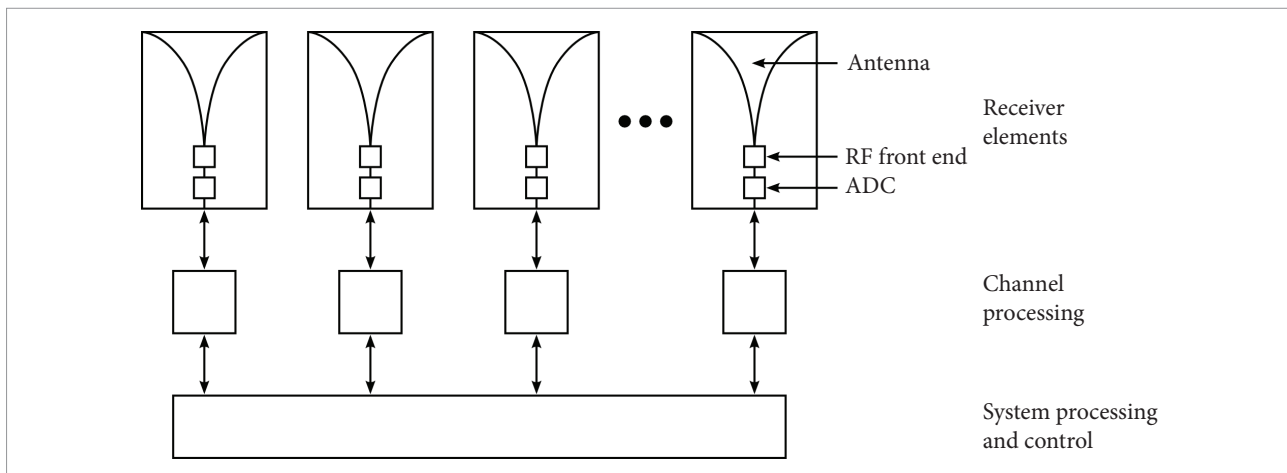 Antenna
Receiver
elements
RF front end
ADC
Channel
processing
System processing
and control